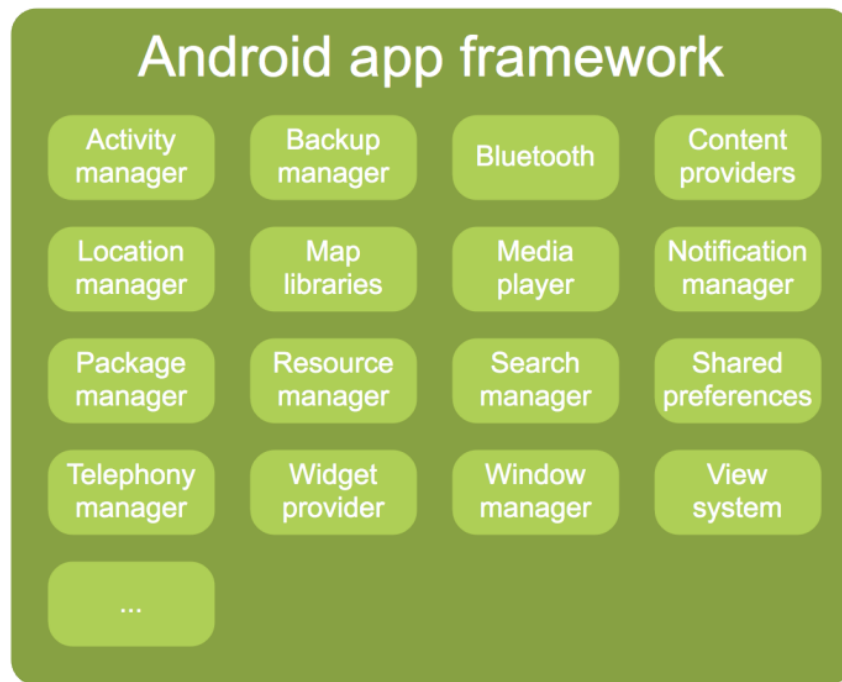 Android app framework
Activity
manager
Backup
manager
Bluetooth
Content
providers
Location
manager
Map
libraries
Media
player
Notification
manager
Package
manager
Resource
manager
Search
manager
Shared
preferences
Telephony
manager
Widget
provider
Window
manager
View
system
...